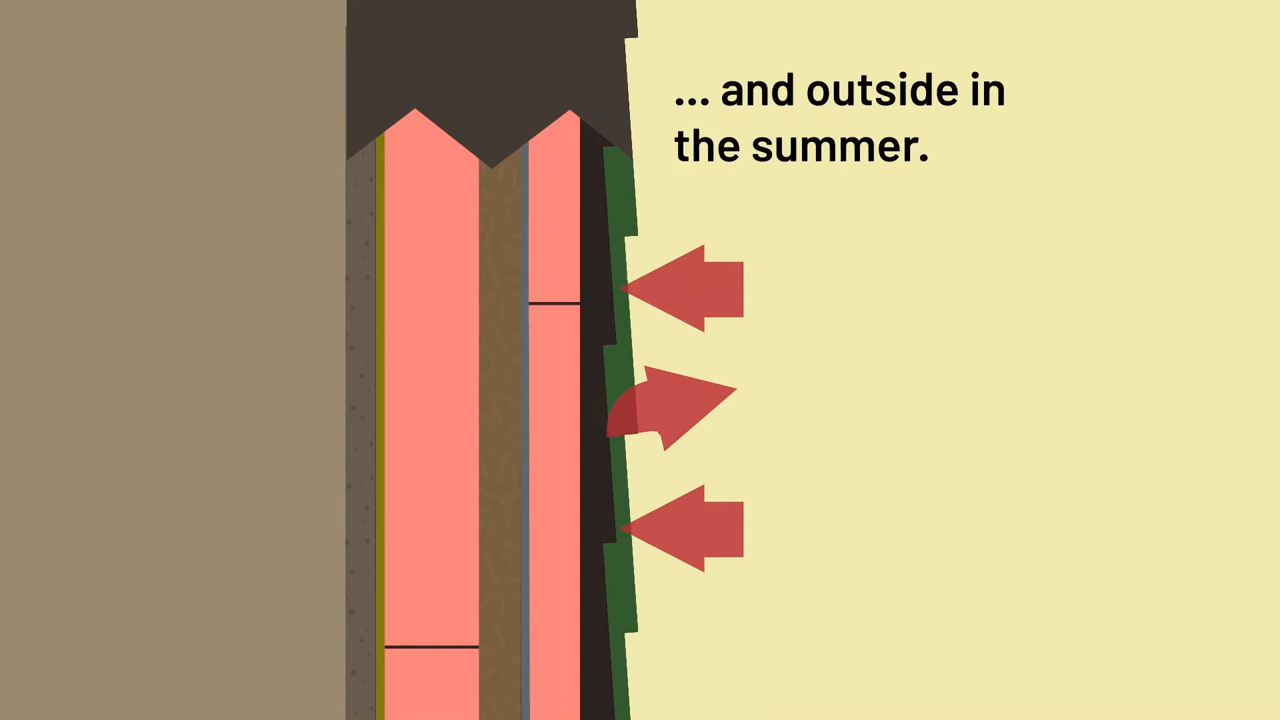 ... and outside in
the summer.